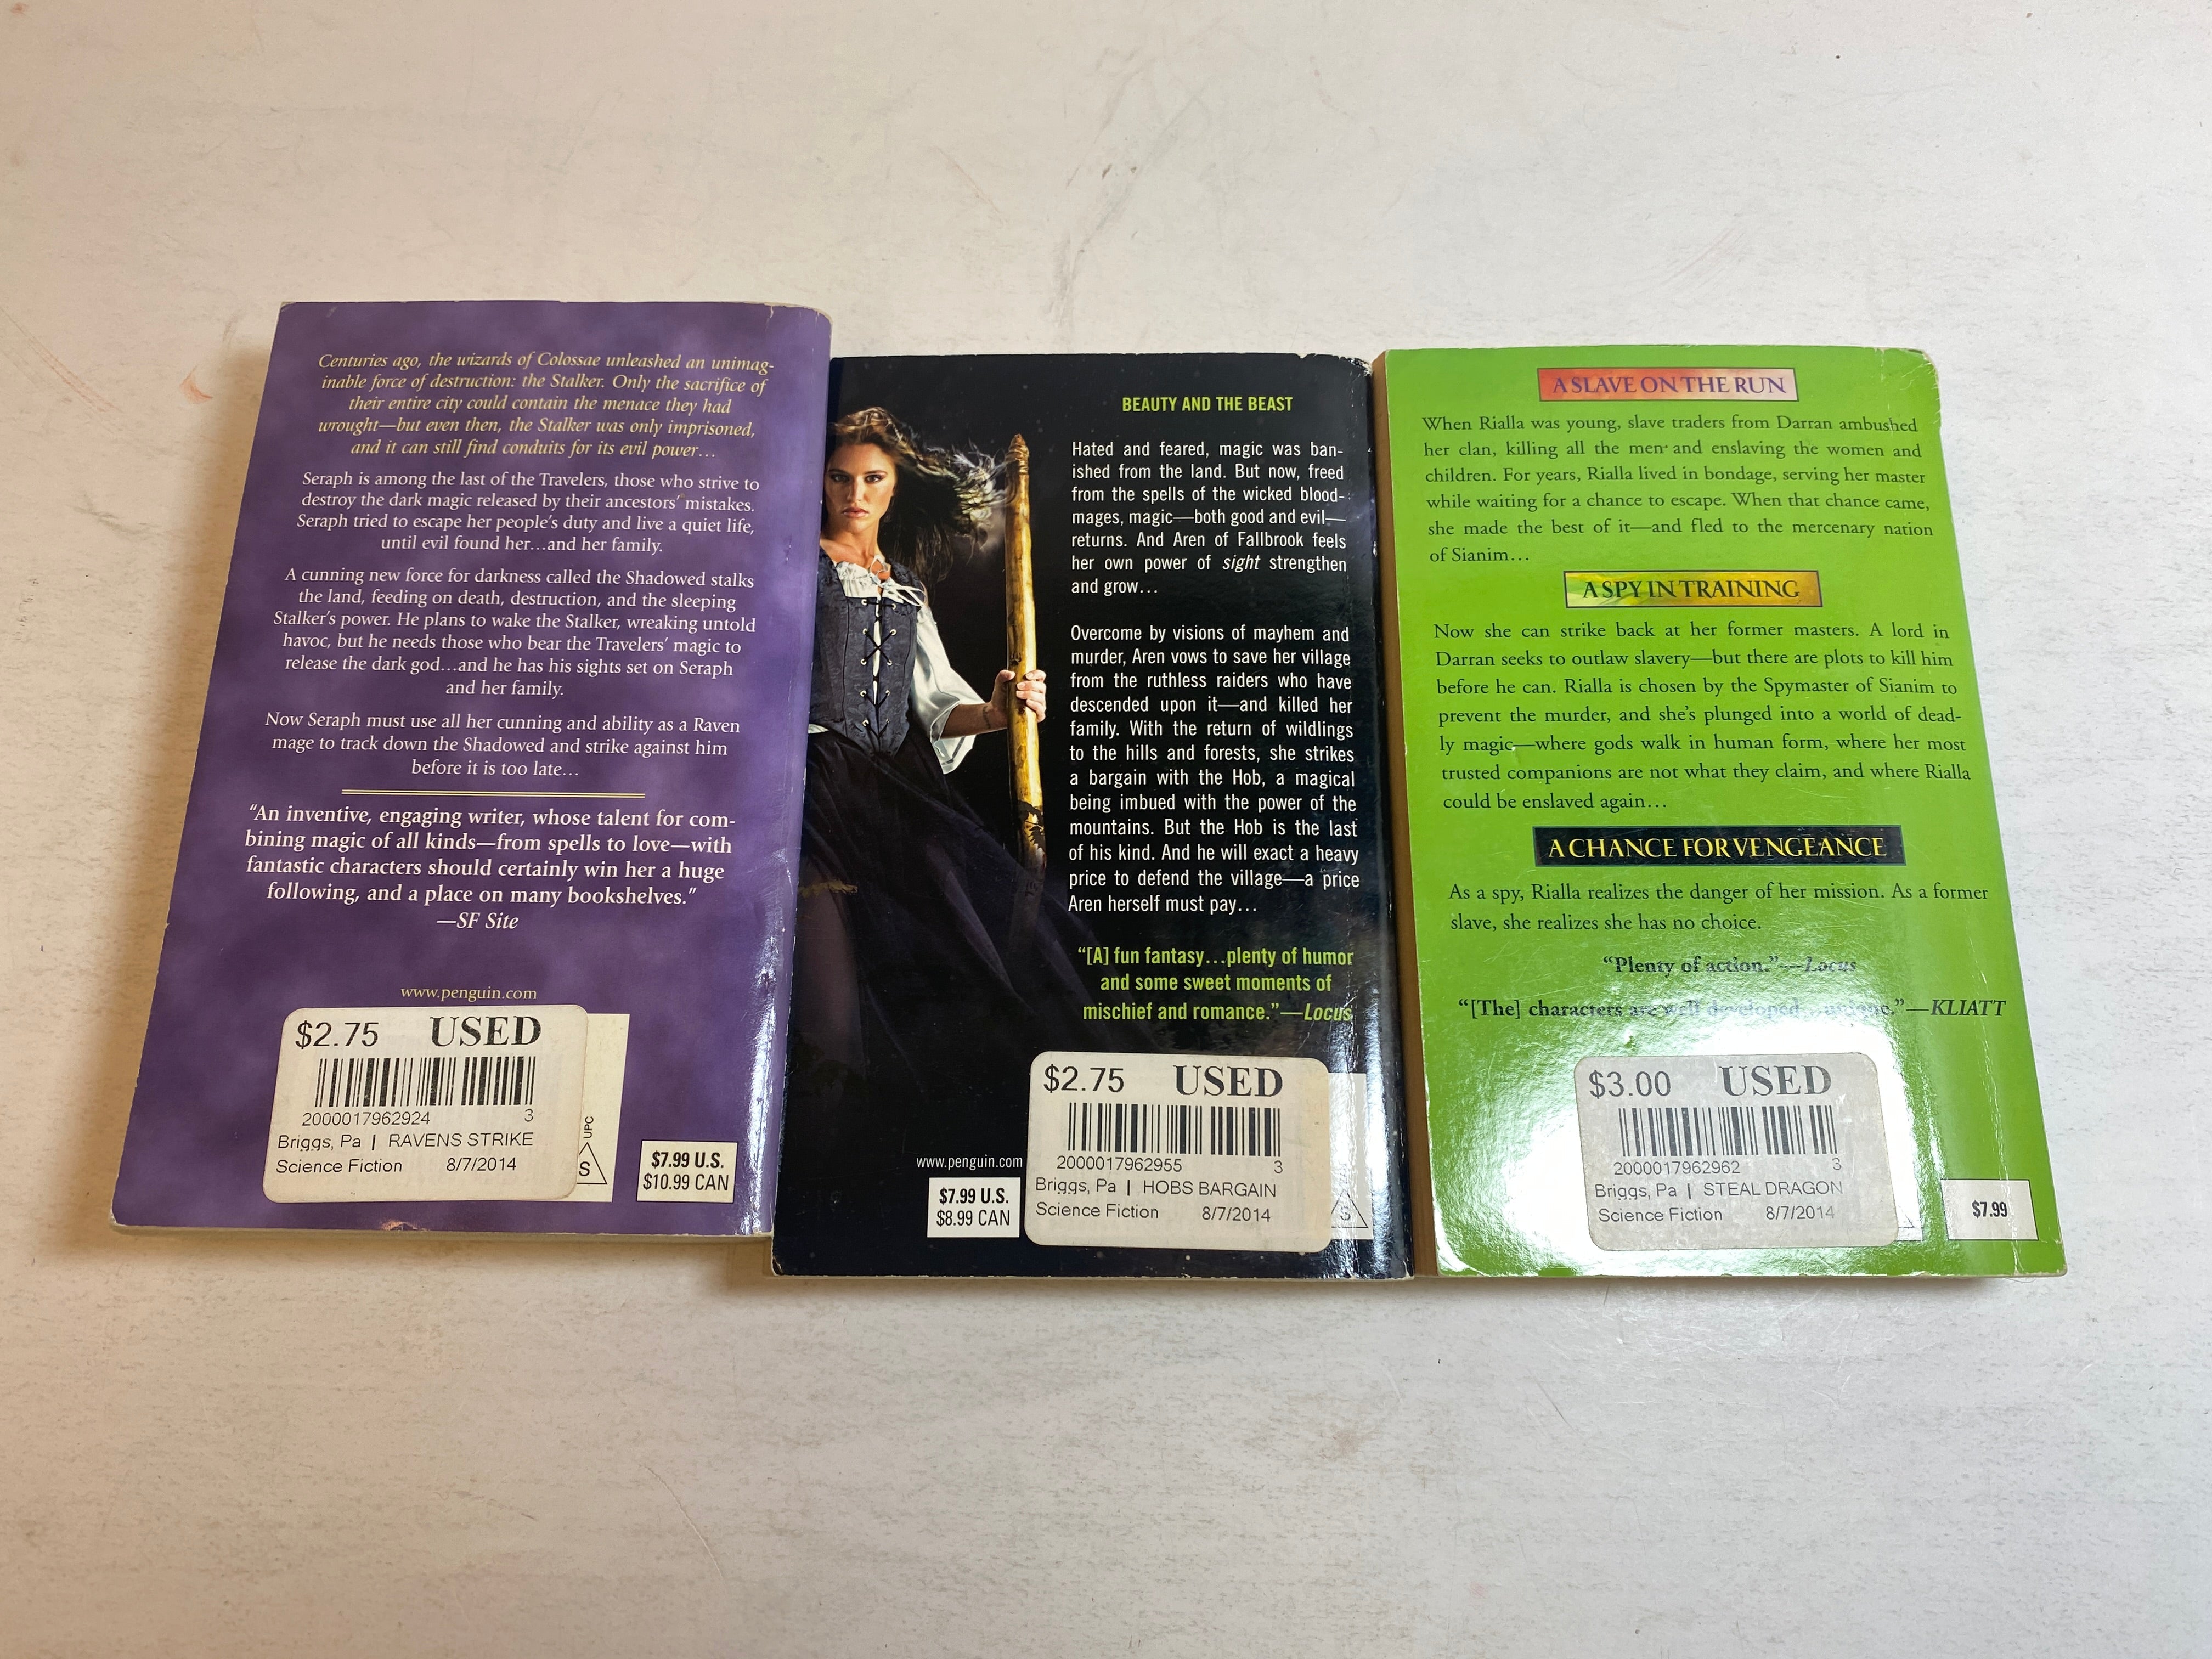 Centuries ago, the wizards of Colossae unleashed an unimag-
inable force of destruction: the Stalker. Only the sacrifice of
their entire city could contain the menace they had
wrought—but even then, the Stalker was only imprisoned,
and it can still find conduits for its evil power…
Seraph is among the last of the Travelers, those who strive to
destroy the dark magic released by their ancestors' mistakes.
Seraph tried to escape her people's duty and live a quiet life,
until evil found her…and her family.
A cunning new force for darkness called the Shadowed stalks
the land, feeding on death, destruction, and the sleeping
Stalker's power. He plans to wake the Stalker, wreaking untold
havoc, but he needs those who bear the Travelers' magic to
release the dark god…and he has his sights set on Seraph
and her family.
Now Seraph must use all her cunning and ability as a Raven
mage to track down the Shadowed and strike against him
before it is too late…
"An inventive, engaging writer, whose talent for com-
bining magic of all kinds—from spells to love—with
fantastic characters should certainly win her a huge
following, and a place on many bookshelves."
—SF Site
www.penguin.com
$2.75 USED
2000017962924 3
Briggs, Pa | RAVENS STRIKE
Science Fiction 8/7/2014
UPC
S
$7.99 U.S.
$10.99 CAN
BEAUTY AND THE BEAST
Hated and feared, magic was ban-
ished from the land. But now, freed
from the spells of the wicked blood-
mages, magic—both good and evil—
returns. And Aren of Fallbrook feels
her own power of sight strengthen
and grow…
Overcome by visions of mayhem and
murder, Aren vows to save her village
from the ruthless raiders who have
descended upon it—and killed her
family. With the return of wildlings
to the hills and forests, she strikes
a bargain with the Hob, a magical
being imbued with the power of the
mountains. But the Hob is the last
of his kind. And he will exact a heavy
price to defend the village—a price
Aren herself must pay…
"[A] fun fantasy…plenty of humor
and some sweet moments of
mischief and romance."—Locus
www.penguin.com
$7.99 U.S.
$8.99 CAN
$2.75 USED
2000017962955 3
Briggs, Pa | HOBS BARGAIN
Science Fiction 8/7/2014
S
A SLAVE ON THE RUN
When Rialla was young, slave traders from Darran ambushed
her clan, killing all the men and enslaving the women and
children. For years, Rialla lived in bondage, serving her master
while waiting for a chance to escape. When that chance came,
she made the best of it—and fled to the mercenary nation
of Sianim…
A SPY IN TRAINING
Now she can strike back at her former masters. A lord in
Darran seeks to outlaw slavery—but there are plots to kill him
before he can. Rialla is chosen by the Spymaster of Sianim to
prevent the murder, and she's plunged into a world of dead-
ly magic—where gods walk in human form, where her most
trusted companions are not what they claim, and where Rialla
could be enslaved again…
A CHANCE FOR VENGEANCE
As a spy, Rialla realizes the danger of her mission. As a former
slave, she realizes she has no choice.
"Plenty of action."—Locus
"[The] characters are well developed…unique."—KLIATT
$3.00 USED
2000017962962 3
Briggs, Pa | STEAL DRAGON
Science Fiction 8/7/2014
$7.99